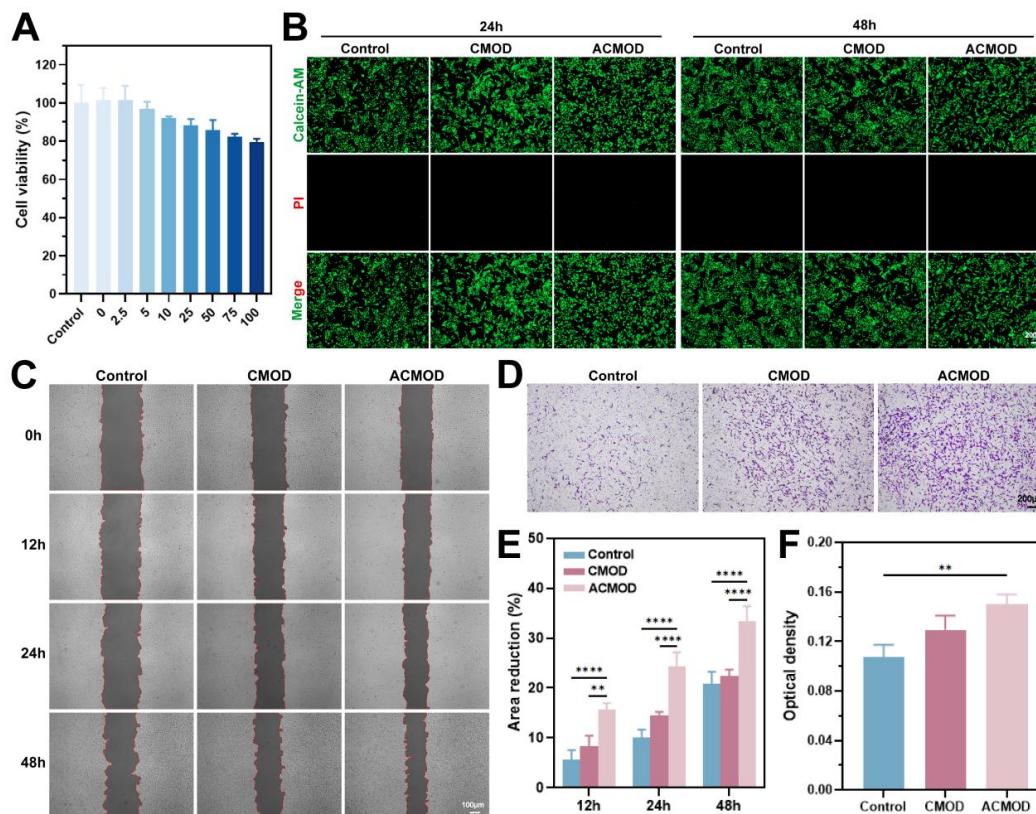 A
Cell viability (%)
120
100
80
60
40
20
0
Control
0
2.5
5
10
25
50
75
100
B
24h
48h
Control
CMOD
ACMOD
Control
CMOD
ACMOD
Calcein-AM
PI
Merge
C
Control
CMOD
ACMOD
0h
12h
24h
48h
100μm
D
Control
CMOD
ACMOD
200μm
E
Area reduction (%)
50
40
30
20
10
0
Control
CMOD
ACMOD
****
**
****
****
****
****
12h
24h
48h
F
Optical density
0.20
0.16
0.12
0.08
0.04
0.00
**
Control
CMOD
ACMOD